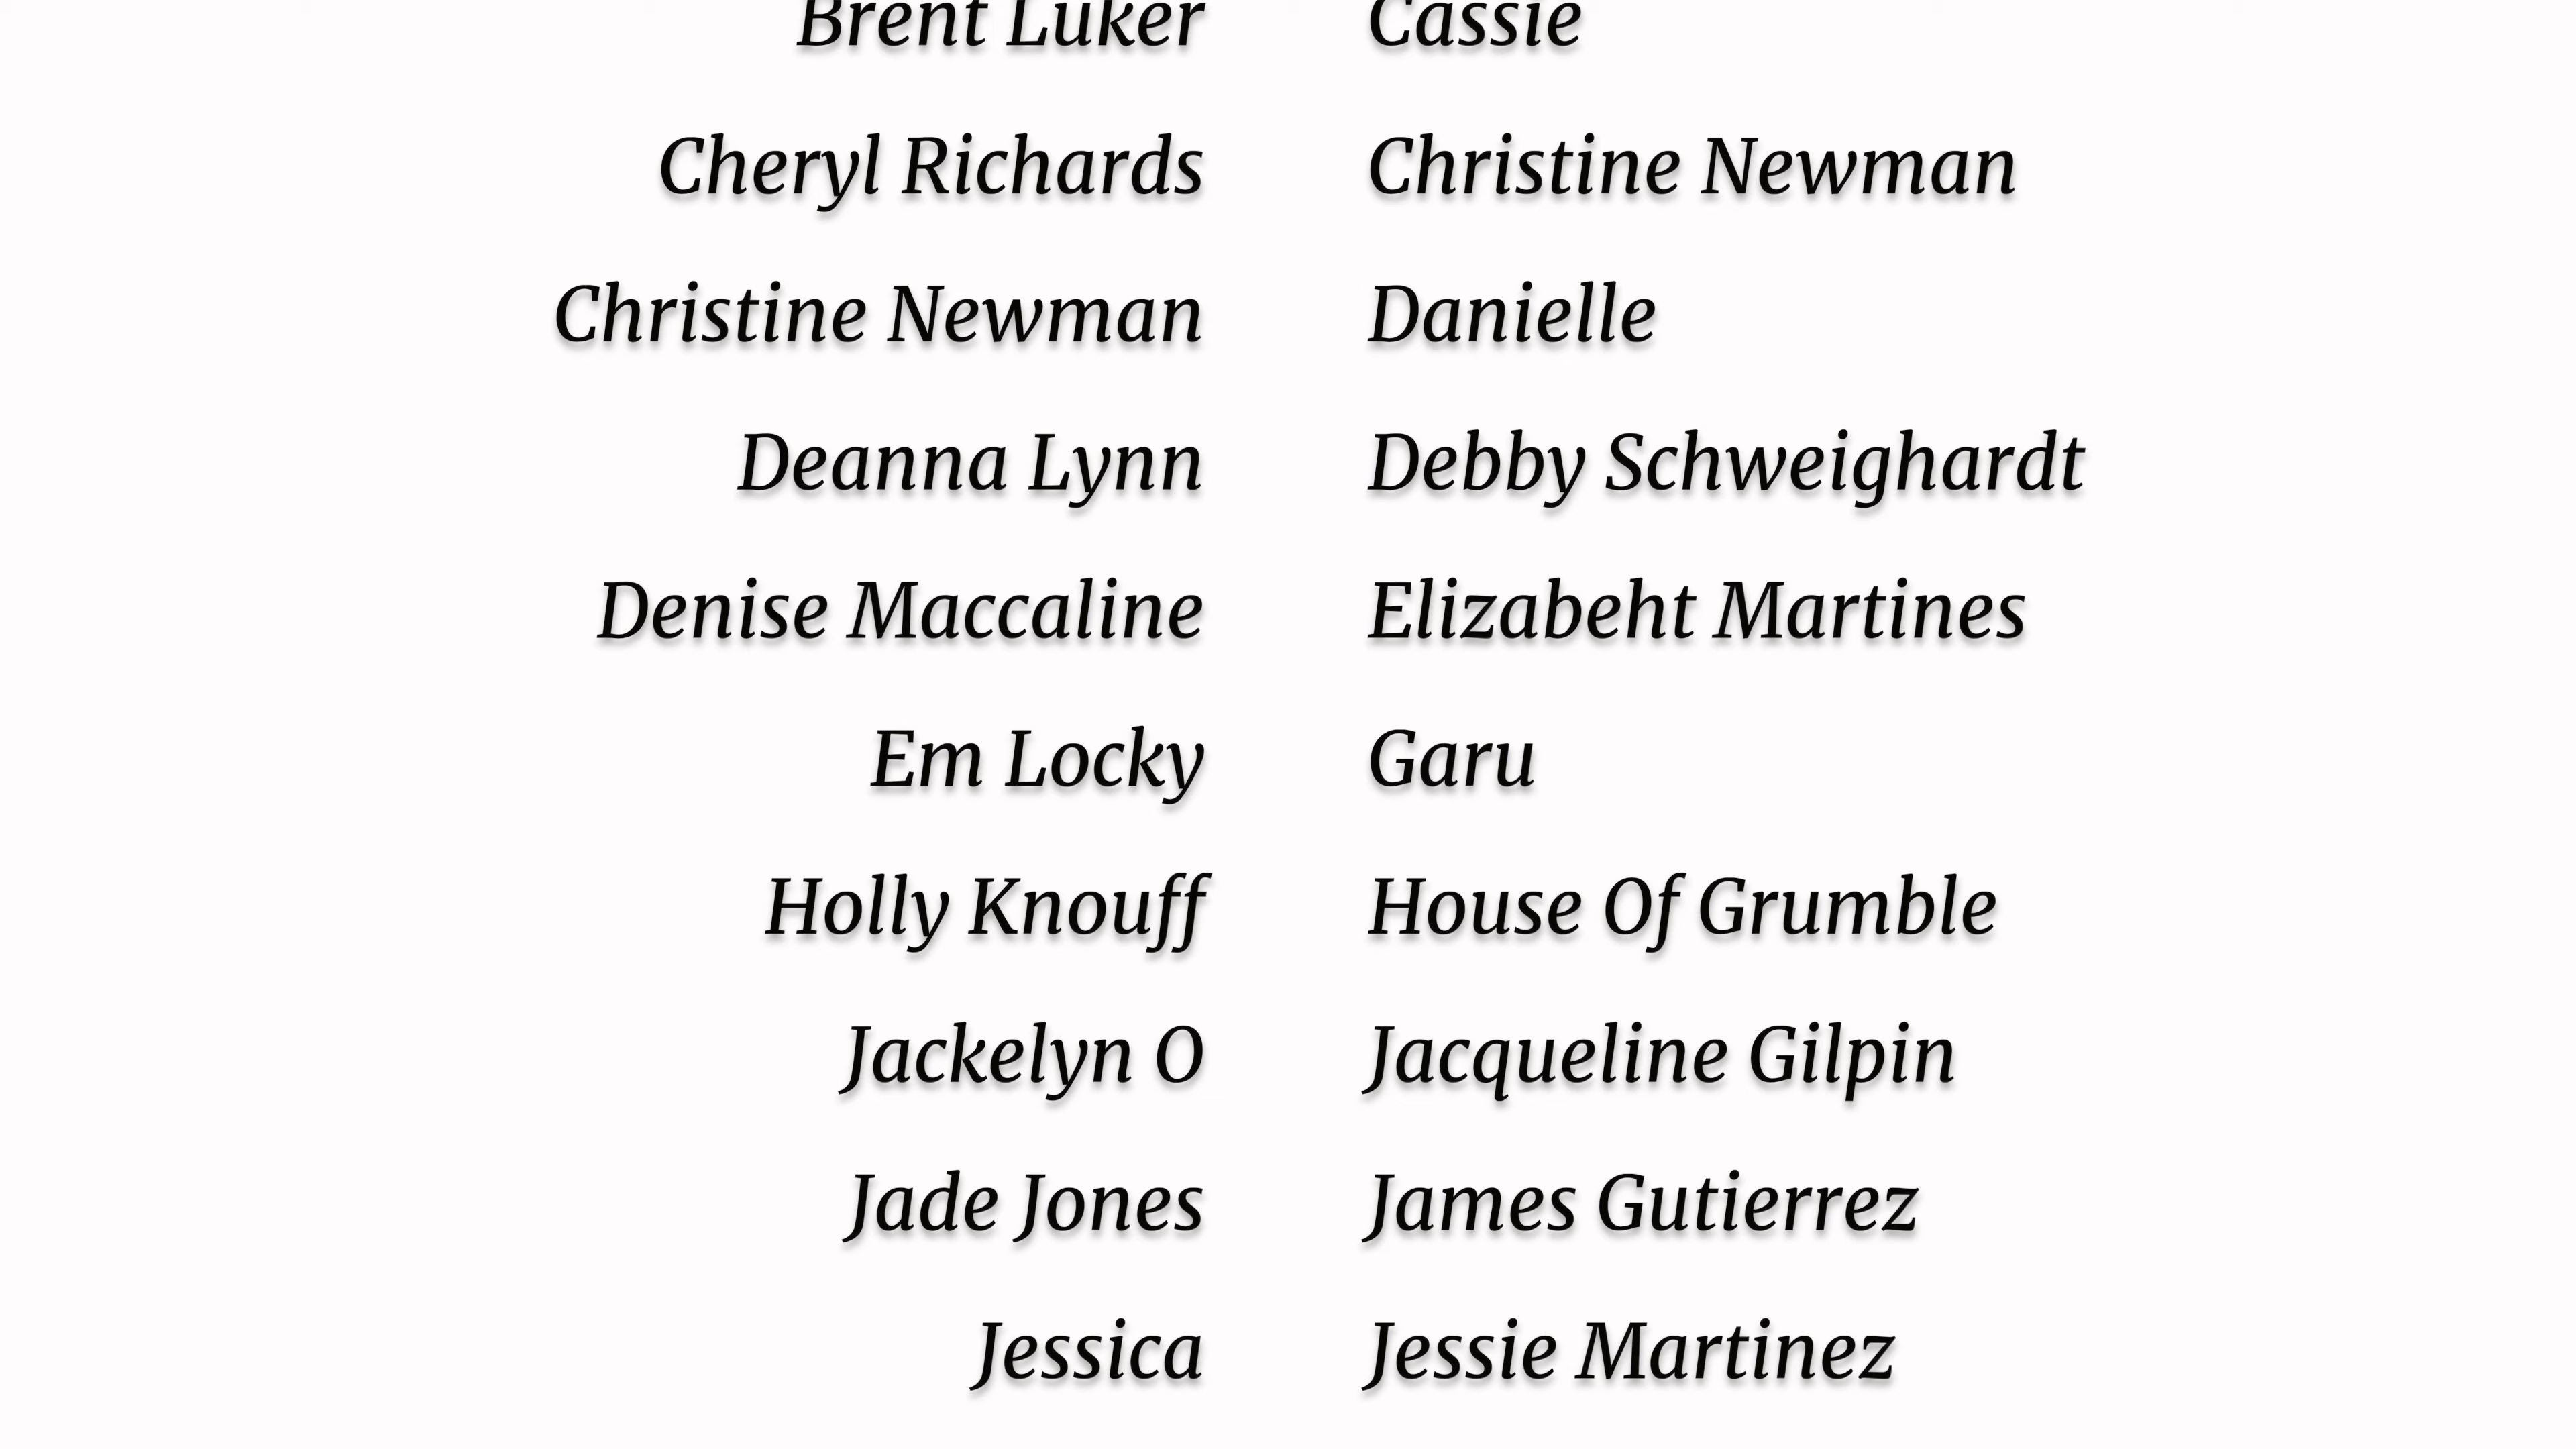 Brent Luker Cassie
Cheryl Richards Christine Newman
Christine Newman Danielle
Deanna Lynn Debby Schweighardt
Denise Maccaline Elizabeht Martines
Em Locky Garu
Holly Knouff House Of Grumble
Jackelyn O Jacqueline Gilpin
Jade Jones James Gutierrez
Jessica Jessie Martinez